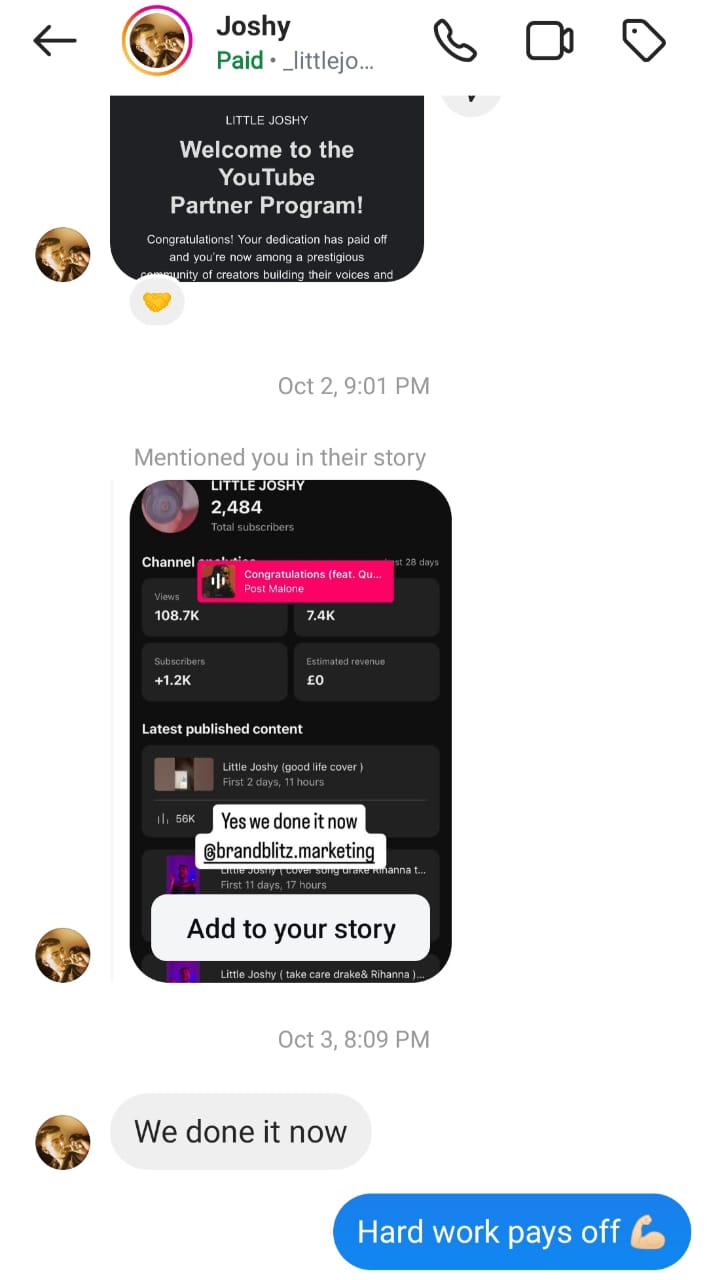 Joshy
Paid • _littlejo...
LITTLE JOSHY
Welcome to the
YouTube
Partner Program!
Congratulations! Your dedication has paid off
and you're now among a prestigious
community of creators building their voices and
Oct 2, 9:01 PM
Mentioned you in their story
LITTLE JOSHY
2,484
Total subscribers
Channel analytics
st 28 days
Congratulations (feat. Qu...
Post Malone
Views
108.7K
7.4K
Subscribers
+1.2K
Estimated revenue
£0
Latest published content
Little Joshy (good life cover )
First 2 days, 11 hours
56K
Yes we done it now
@brandblitz.marketing
Little Joshy ( cover song drake Rihanna t...
First 11 days, 17 hours
Add to your story
Little Joshy ( take care drake& Rihanna )...
Oct 3, 8:09 PM
We done it now
Hard work pays off 💪🏻